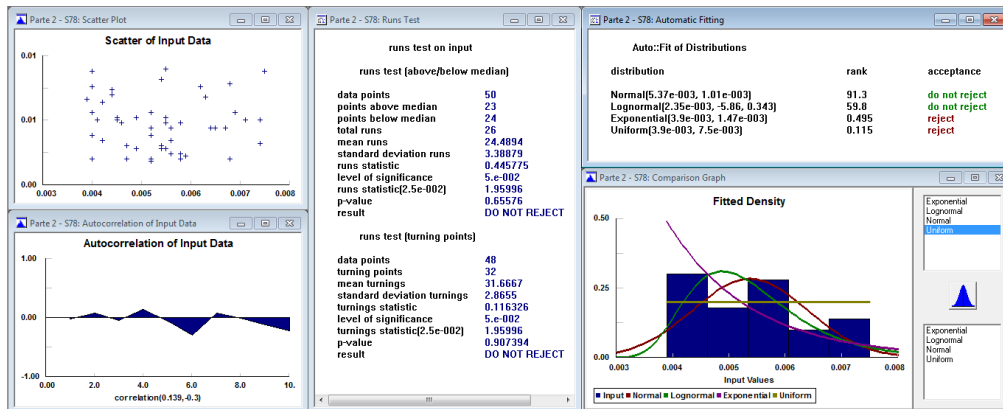 Parte 2 - S78: Scatter Plot
Scatter of Input Data
0.01
0.01
0.00
0.003 0.004 0.005 0.006 0.007 0.008
Parte 2 - S78: Autocorrelation of Input Data
Autocorrelation of Input Data
1.00
0.00
-1.00
0.00 2.0 4.0 6.0 8.0 10.
correlation(0.139,-0.3)
Parte 2 - S78: Runs Test
runs test on input
runs test (above/below median)
data points 50
points above median 23
points below median 24
total runs 26
mean runs 24.4894
standard deviation runs 3.38879
runs statistic 0.445775
level of significance 5.e-002
runs statistic(2.5e-002) 1.95996
p-value 0.65576
result DO NOT REJECT
runs test (turning points)
data points 48
turning points 32
mean turnings 31.6667
standard deviation turnings 2.8655
turnings statistic 0.116326
level of significance 5.e-002
turnings statistic(2.5e-002) 1.95996
p-value 0.907394
result DO NOT REJECT
Parte 2 - S78: Automatic Fitting
Auto::Fit of Distributions
distribution rank acceptance
Normal(5.37e-003, 1.01e-003) 91.3 do not reject
Lognormal(2.35e-003, -5.86, 0.343) 59.8 do not reject
Exponential(3.9e-003, 1.47e-003) 0.495 reject
Uniform(3.9e-003, 7.5e-003) 0.115 reject
Parte 2 - S78: Comparison Graph
Fitted Density
0.50
0.25
0.00
0.003 0.004 0.005 0.006 0.007 0.008
Input Values
Input Normal Lognormal Exponential Uniform
Exponential
Lognormal
Normal
Uniform
Exponential
Lognormal
Normal
Uniform